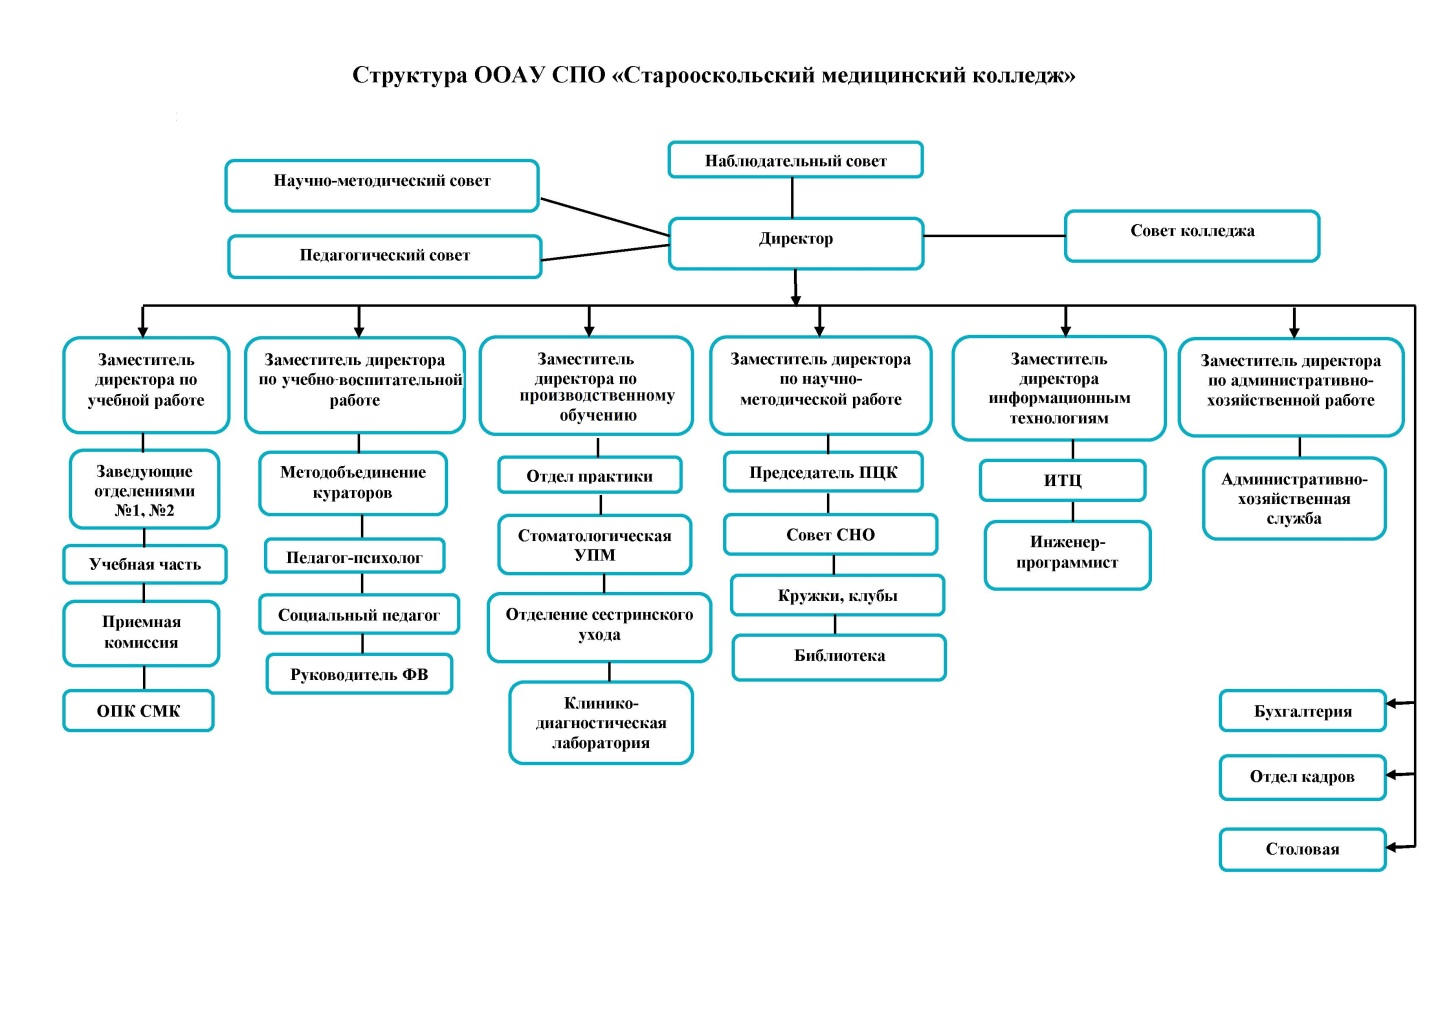 Структура ООАУ СПО «Старооскольский медицинский колледж»
Наблюдательный совет
Научно-методический совет
Директор
Совет колледжа
Педагогический совет
Заместитель
директора по
учебной работе
Заместитель директора
по учебно-воспитательной
работе
Заместитель
директора по
производственному
обучению
Заместитель директора
по научно-
методической работе
Заместитель
директора
информационным
технологиям
Заместитель директора
по административно-
хозяйственной работе
Заведующие
отделениями
№1, №2
Учебная часть
Приемная
комиссия
ОПК СМК
Методобъединение
кураторов
Педагог-психолог
Социальный педагог
Руководитель ФВ
Отдел практики
Стоматологическая
УПМ
Отделение сестринского
ухода
Клинико-
диагностическая
лаборатория
Председатель ПЦК
Совет СНО
Кружки, клубы
Библиотека
ИТЦ
Инженер-
программист
Административно-
хозяйственная
служба
Бухгалтерия
Отдел кадров
Столовая